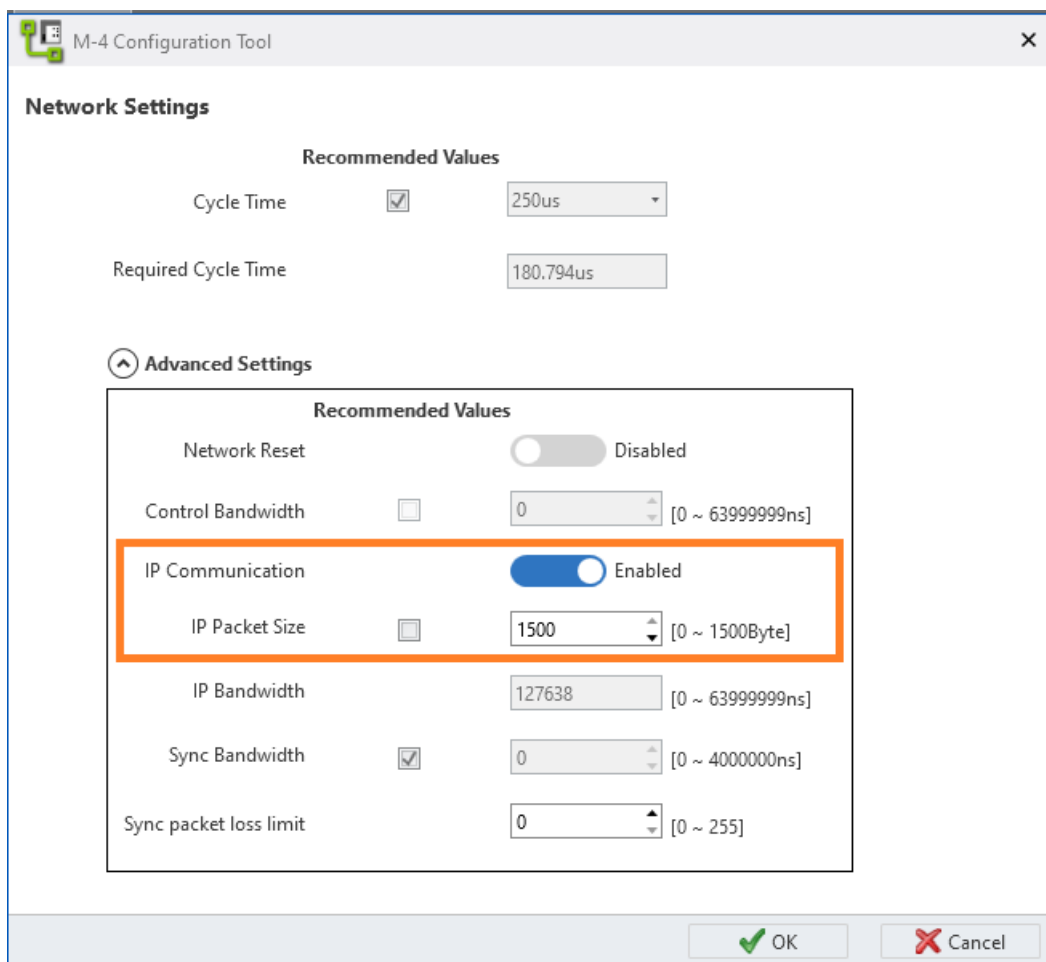 M-4 Configuration Tool
Network Settings
Recommended Values
Cycle Time 250us
Required Cycle Time 180.794us
Advanced Settings
Recommended Values
Network Reset Disabled
Control Bandwidth 0 [0 ~ 63999999ns]
IP Communication Enabled
IP Packet Size 1500 [0 ~ 1500Byte]
IP Bandwidth 127638 [0 ~ 63999999ns]
Sync Bandwidth 0 [0 ~ 4000000ns]
Sync packet loss limit 0 [0 ~ 255]
OK Cancel